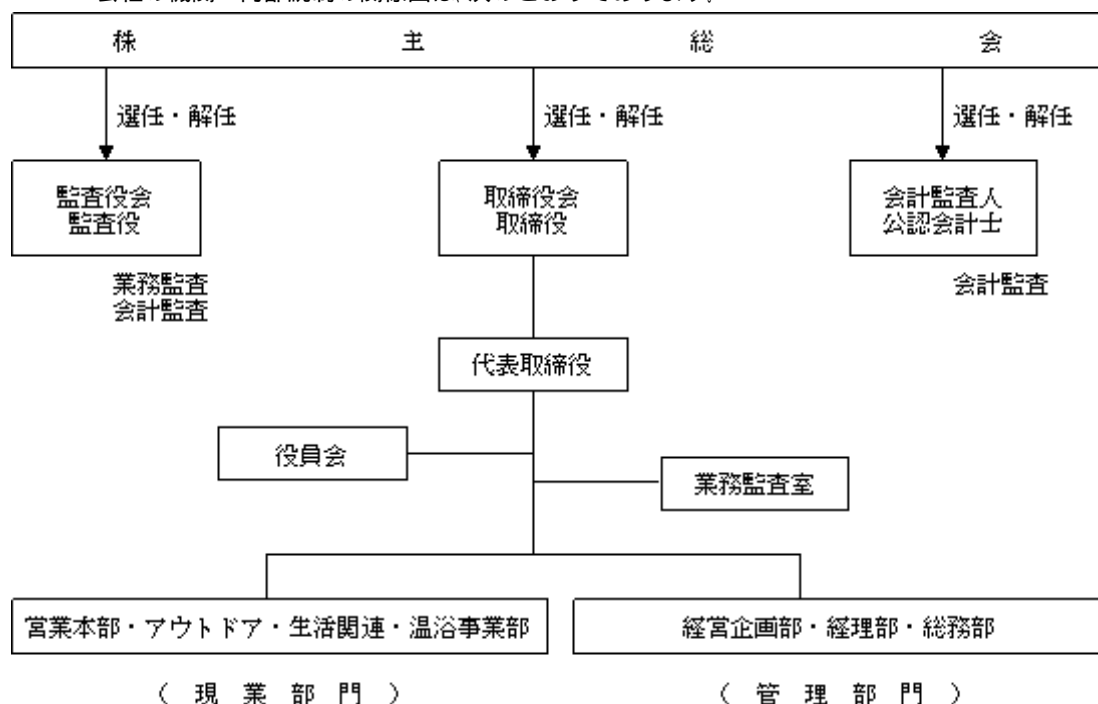 株主総会
選任・解任
選任・解任
選任・解任
監査役会
監査役
取締役会
取締役
会計監査人
公認会計士
業務監査
会計監査
会計監査
代表取締役
役員会
業務監査室
営業本部・アウトドア・生活関連・温浴事業部
経営企画部・経理部・総務部
（現業部門）
（管理部門）